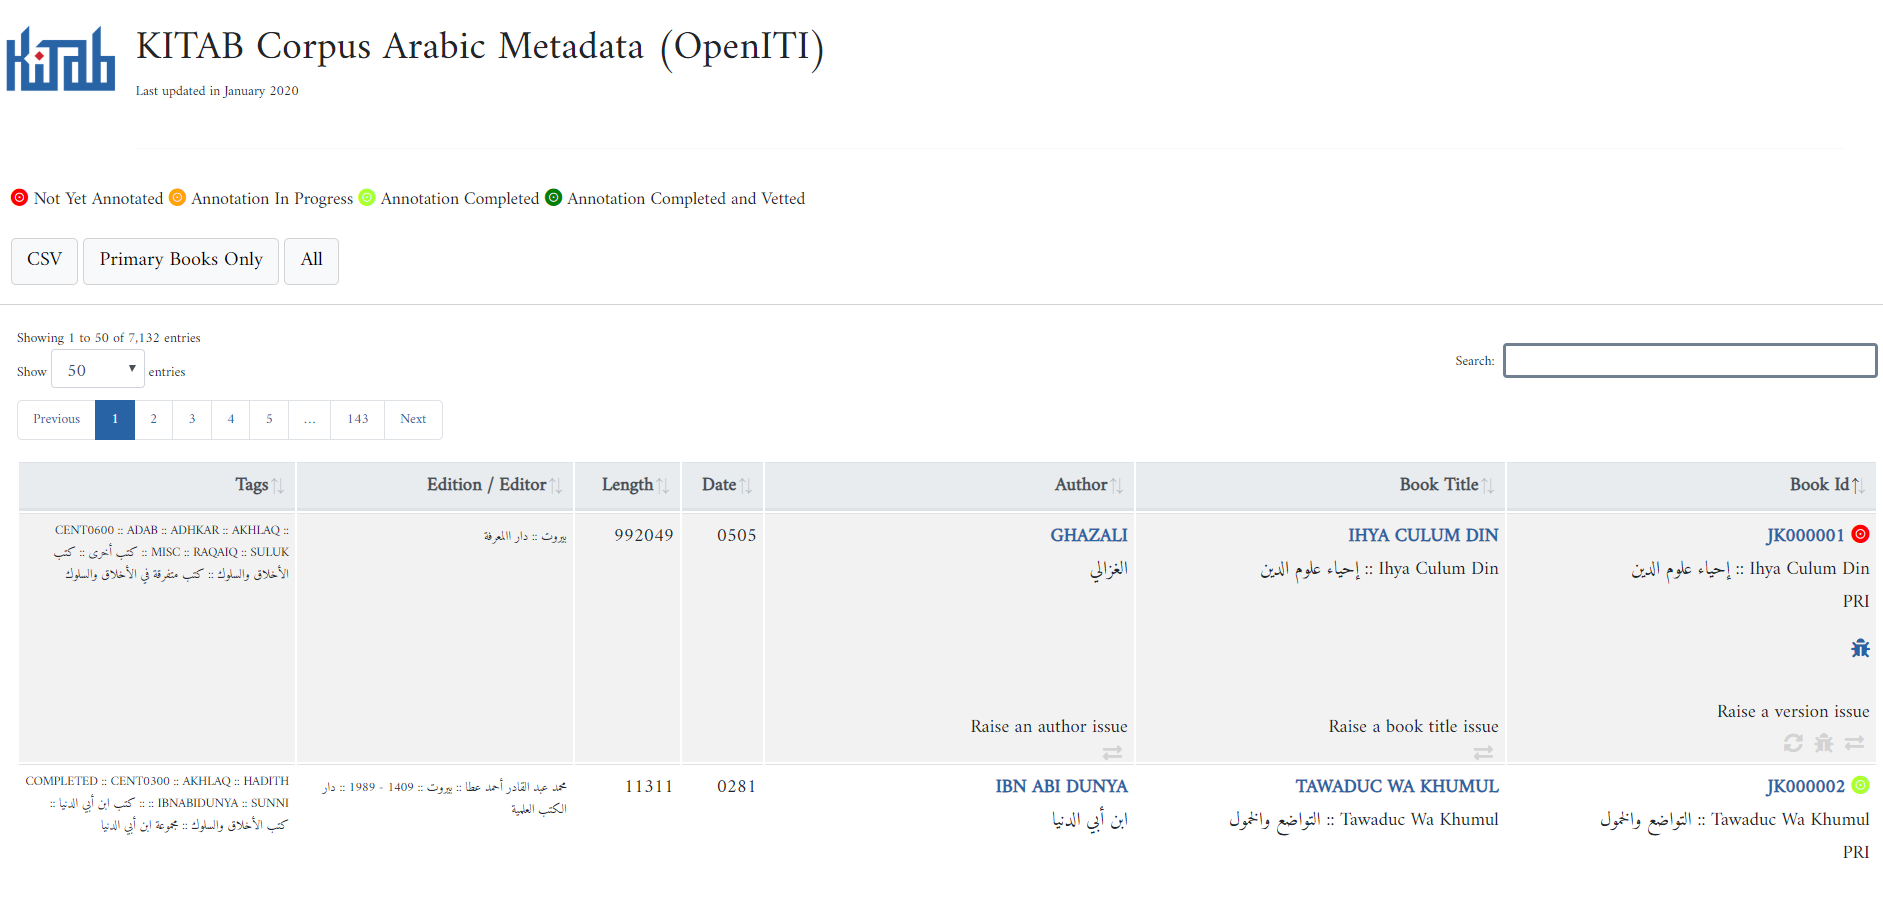 KITAB
KITAB Corpus Arabic Metadata (OpenITI)
Last updated in January 2020
Not Yet Annotated Annotation In Progress Annotation Completed Annotation Completed and Vetted
CSV Primary Books Only All
Showing 1 to 50 of 7,132 entries
Show 50 entries
Search:
Previous 1 2 3 4 5 … 143 Next
Tags Edition / Editor Length Date Author Book Title Book Id
CENT0600 :: ADAB :: ADHKAR :: AKHLAQ ::
MISC :: RAQAIQ :: SULUK :: كتب أخرى :: كتب
الأخلاق والسلوك :: كتب متفرقة في الأخلاق والسلوك
بيروت :: دار االمعرفة
992049
0505
GHAZALI
الغزالي
Raise an author issue
IHYA CULUM DIN
إحياء علوم الدين :: Ihya Culum Din
Raise a book title issue
JK000001
إحياء علوم الدين :: Ihya Culum Din
PRI
Raise a version issue
COMPLETED :: CENT0300 :: AKHLAQ :: HADITH
:: IBNABIDUNYA :: SUNNI :: :: كتب ابن أبي الدنيا ::
كتب الأخلاق والسلوك :: مجموعة ابن أبي الدنيا
محمد عبد القادر أحمد عطا :: بيروت :: 1409 - 1989 :: دار
الكتب العلمية
11311
0281
IBN ABI DUNYA
ابن أبي الدنيا
TAWADUC WA KHUMUL
التواضع والخمول :: Tawaduc Wa Khumul
JK000002
التواضع والخمول :: Tawaduc Wa Khumul
PRI